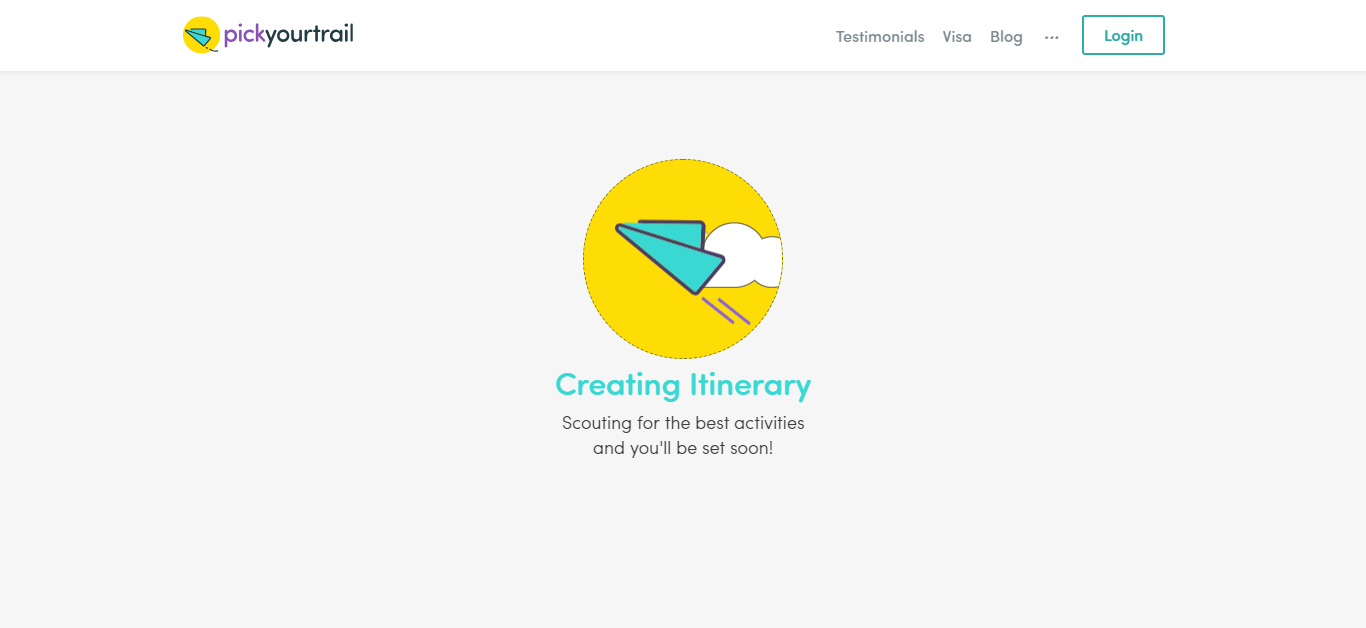 pickyourtrail
Testimonials Visa Blog ... Login
Creating Itinerary
Scouting for the best activities
and you'll be set soon!